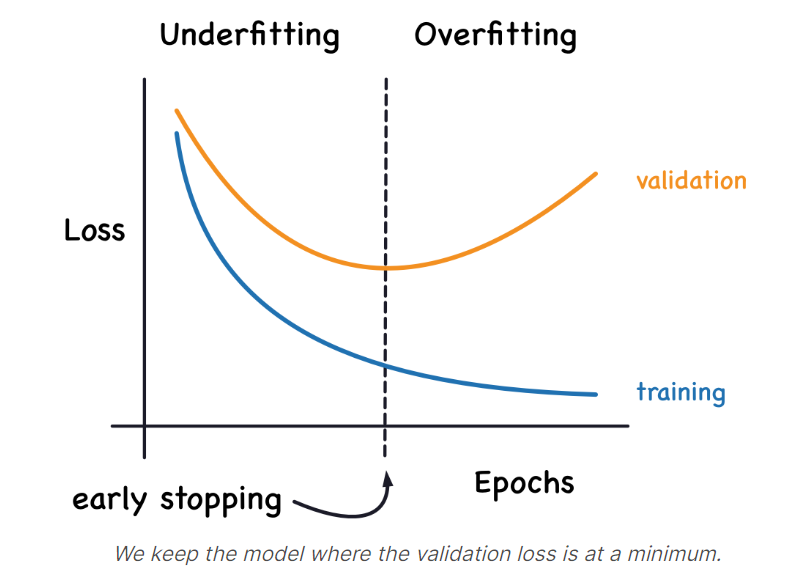 Underfitting
Overfitting
validation
Loss
training
Epochs
early stopping
We keep the model where the validation loss is at a minimum.